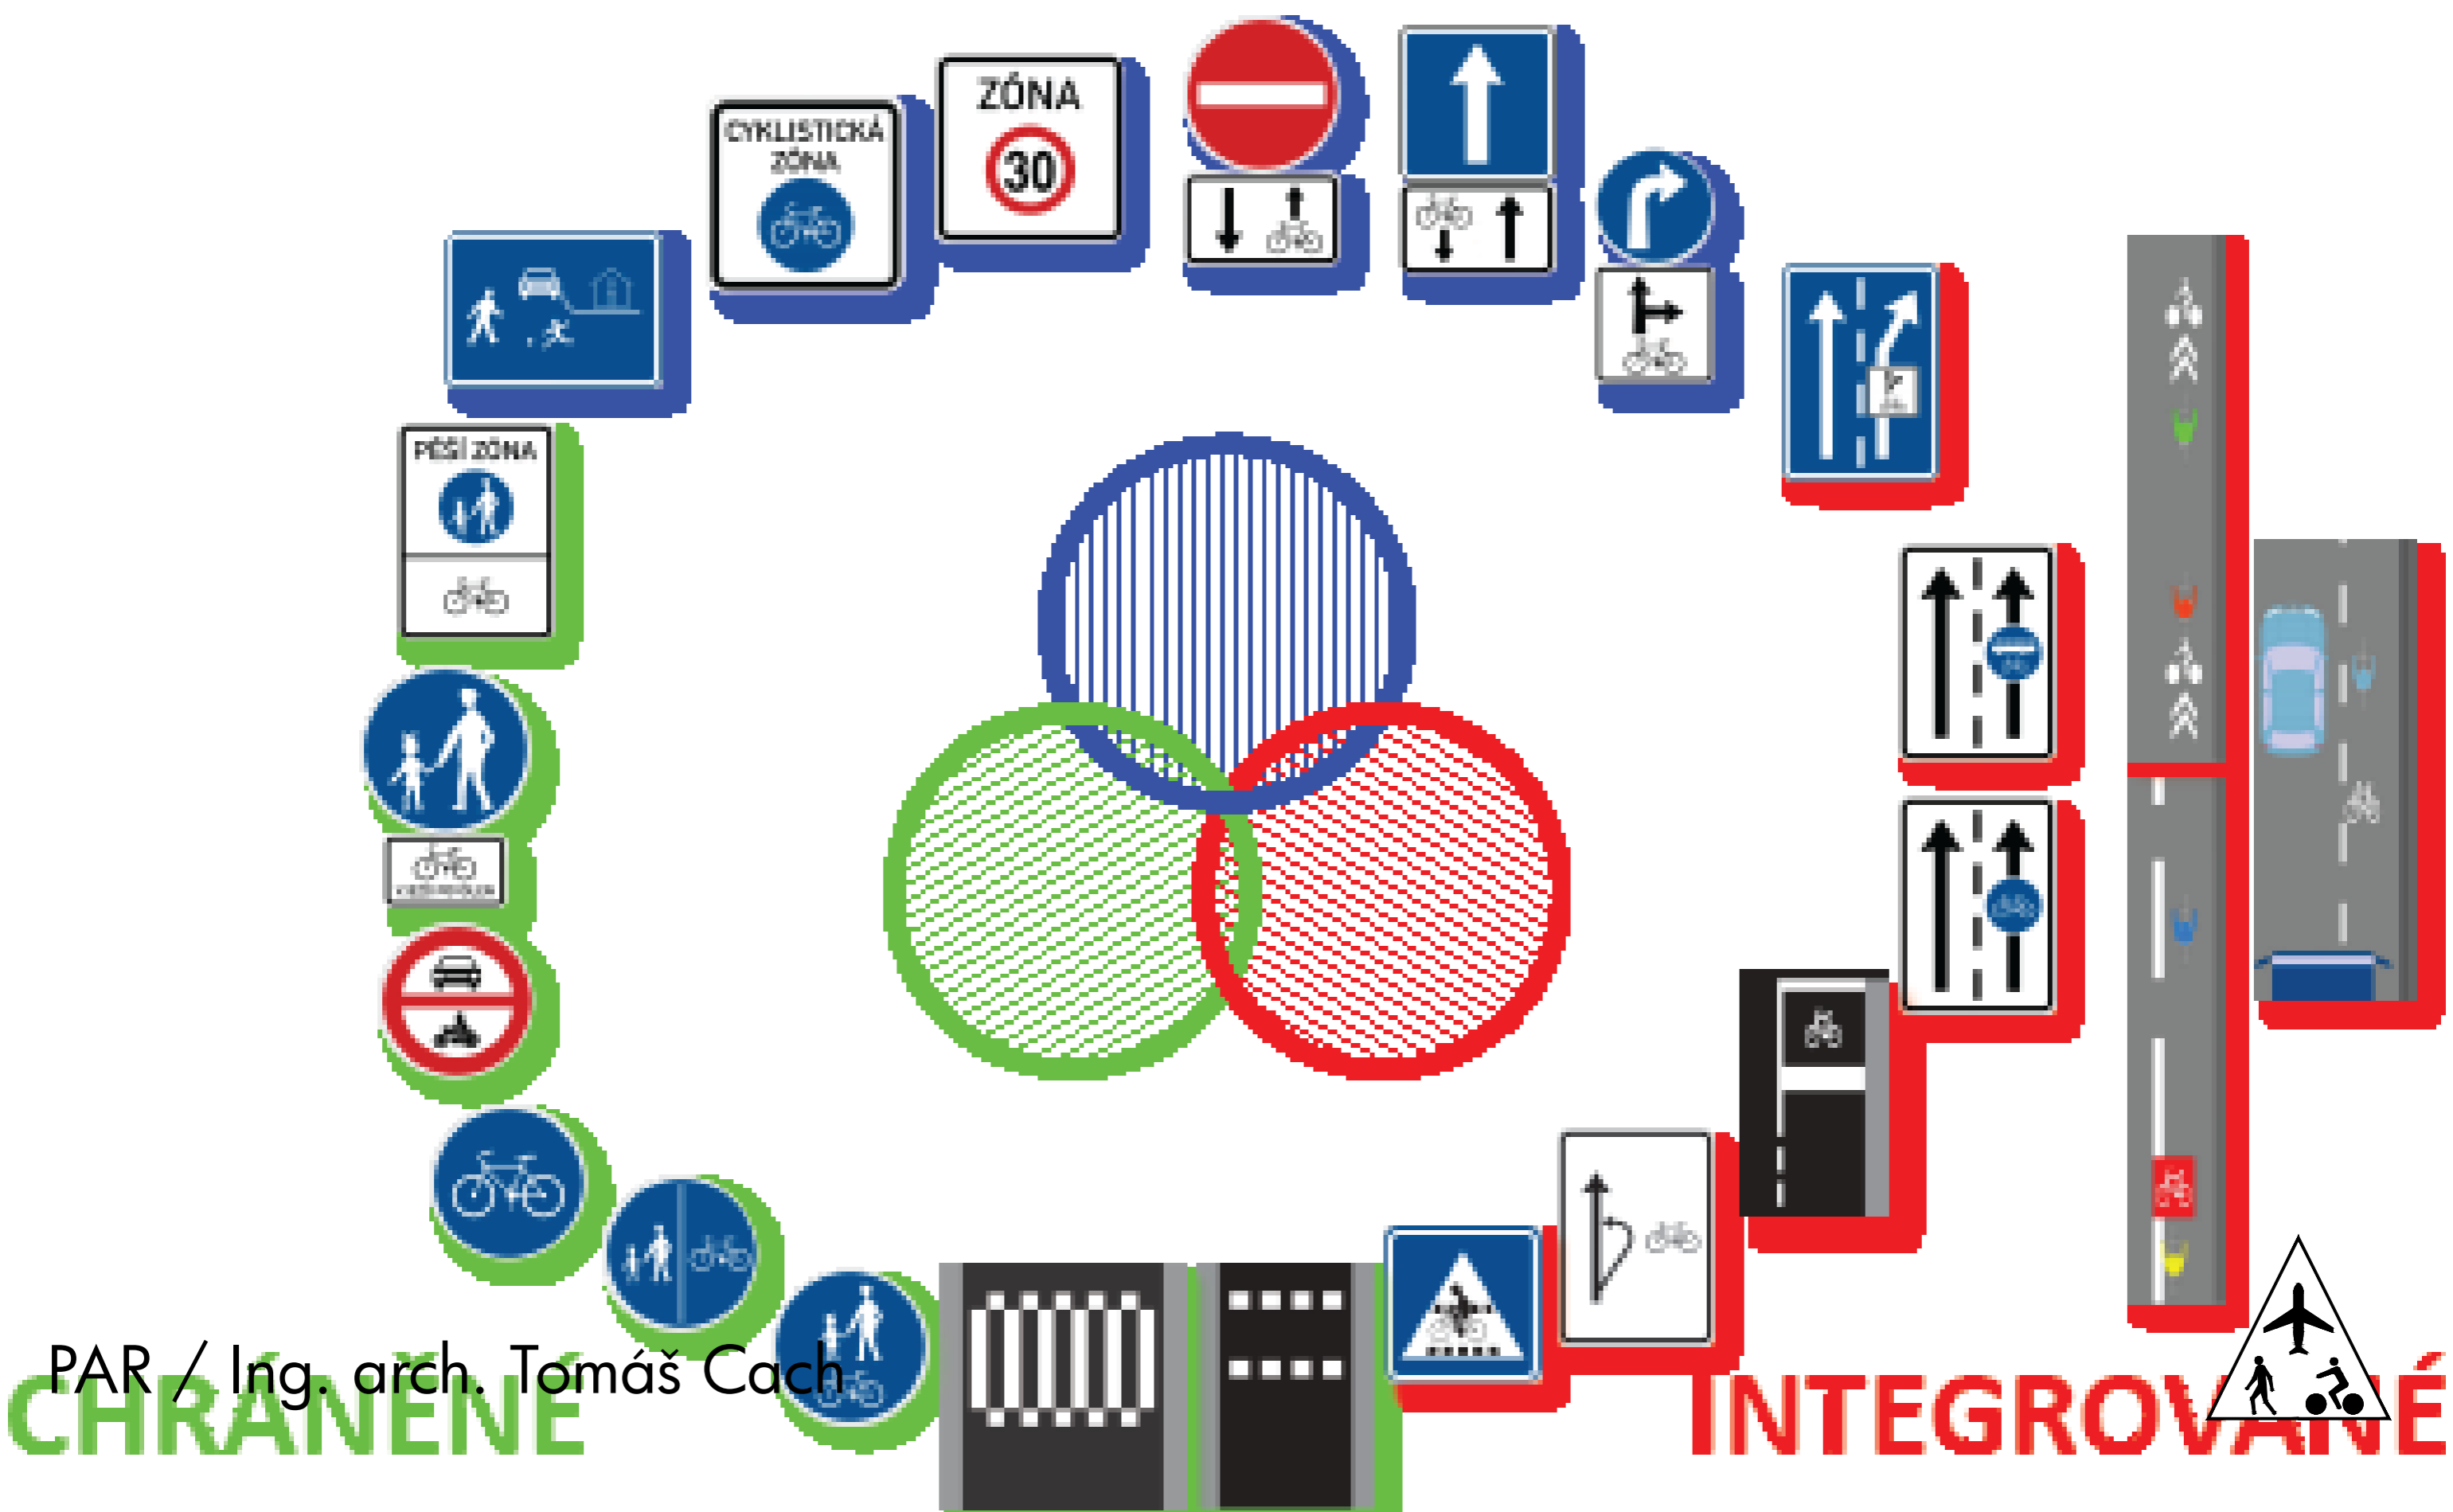 ZÓNA
30
CYKLISTICKÁ
ZÓNA
PĚŠÍ ZÓNA
PAR / Ing. arch. Tomáš Cach
CHRÁNĚNÉ
INTEGROVANÉ